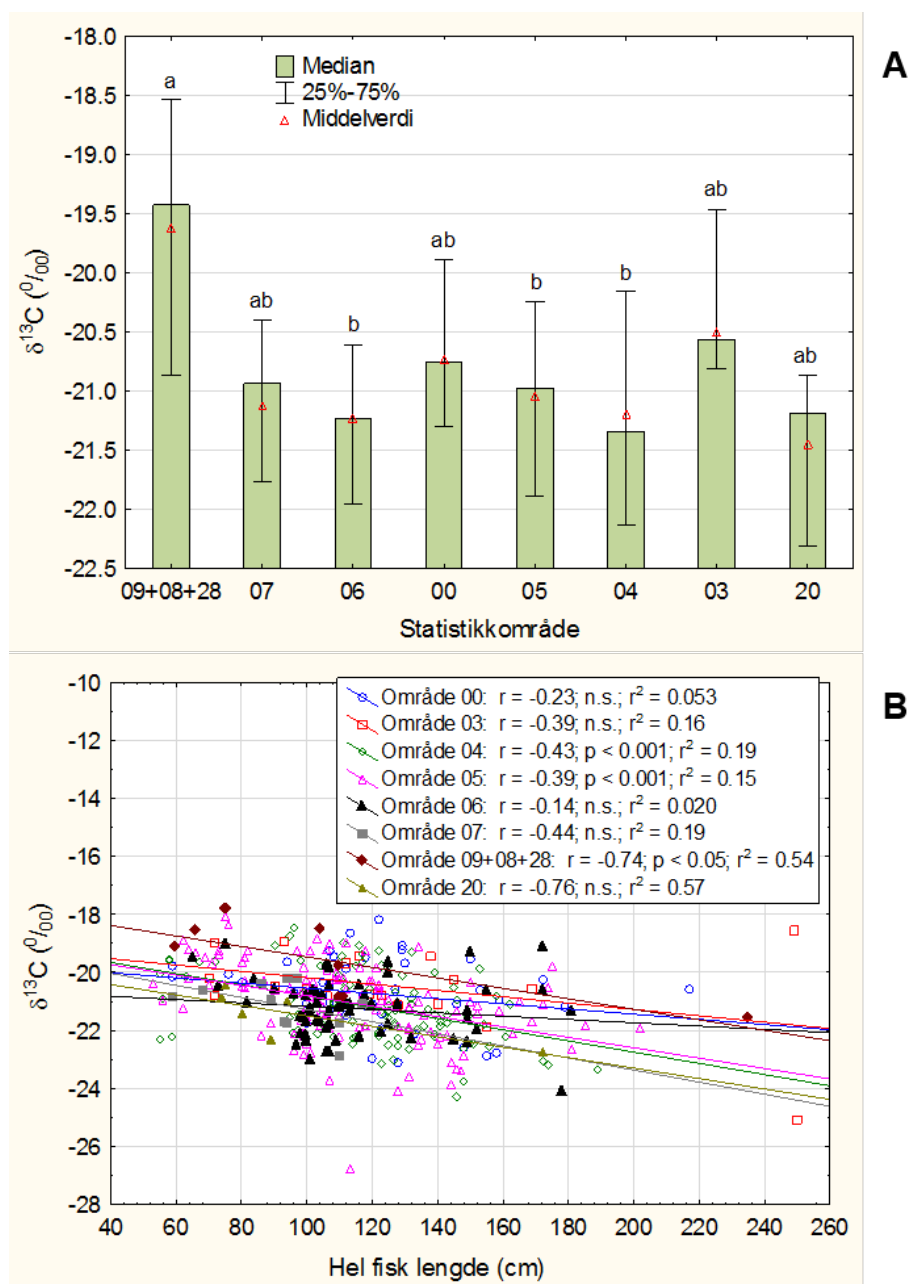 A
-18.0
-18.5
-19.0
-19.5
-20.0
-20.5
-21.0
-21.5
-22.0
-22.5
δ¹³C (⁰/₀₀)
Median
25%-75%
Middelverdi
a
ab
b
ab
b
b
ab
ab
09+08+28 07 06 00 05 04 03 20
Statistikkområde
B
-10
-12
-14
-16
-18
-20
-22
-24
-26
-28
δ¹³C (⁰/₀₀)
Område 00: r = -0.23; n.s.; r² = 0.053
Område 03: r = -0.39; n.s.; r² = 0.16
Område 04: r = -0.43; p < 0.001; r² = 0.19
Område 05: r = -0.39; p < 0.001; r² = 0.15
Område 06: r = -0.14; n.s.; r² = 0.020
Område 07: r = -0.44; n.s.; r² = 0.19
Område 09+08+28: r = -0.74; p < 0.05; r² = 0.54
Område 20: r = -0.76; n.s.; r² = 0.57
40 60 80 100 120 140 160 180 200 220 240 260
Hel fisk lengde (cm)